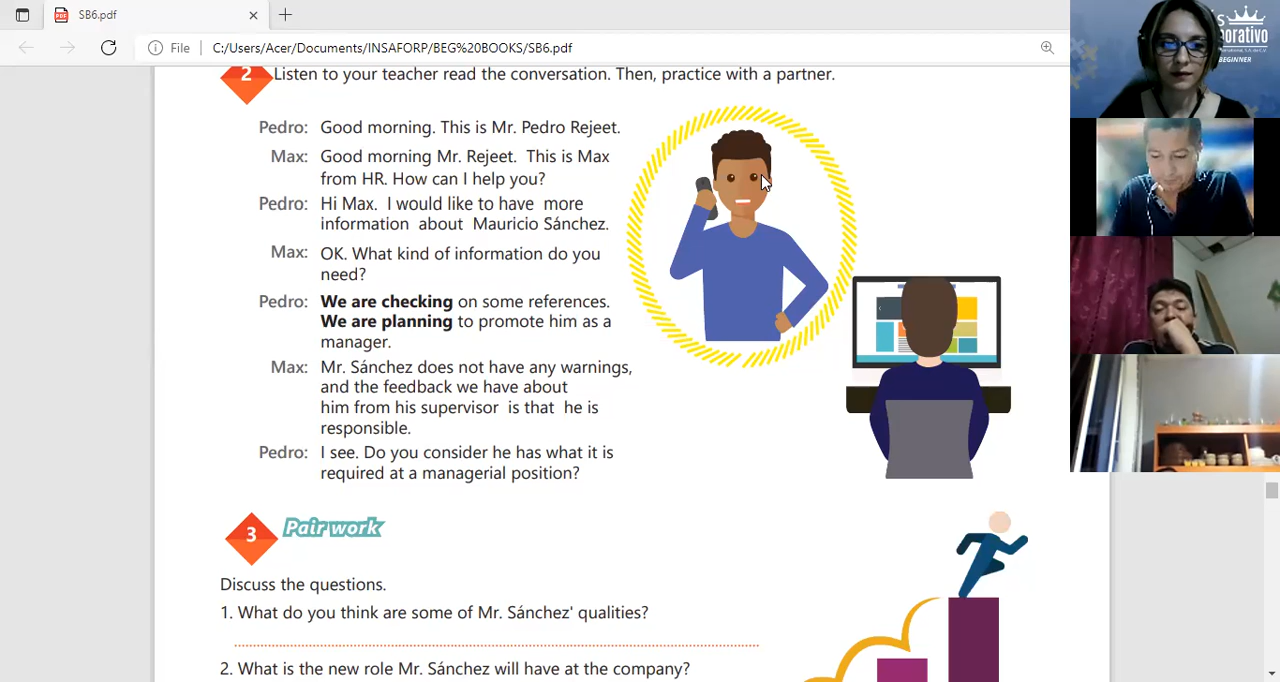 SB6.pdf
File
C:/Users/Acer/Documents/INSAFORP/BEG%20BOOKS/SB6.pdf
2 Listen to your teacher read the conversation. Then, practice with a partner.
Pedro: Good morning. This is Mr. Pedro Rejeet.
Max: Good morning Mr. Rejeet. This is Max
from HR. How can I help you?
Pedro: Hi Max. I would like to have more
information about Mauricio Sánchez.
Max: OK. What kind of information do you
need?
Pedro: We are checking on some references.
We are planning to promote him as a
manager.
Max: Mr. Sánchez does not have any warnings,
and the feedback we have about
him from his supervisor is that he is
responsible.
Pedro: I see. Do you consider he has what it is
required at a managerial position?
3 Pair work
Discuss the questions.
1. What do you think are some of Mr. Sánchez' qualities?
2. What is the new role Mr. Sánchez will have at the company?
BEGINNER